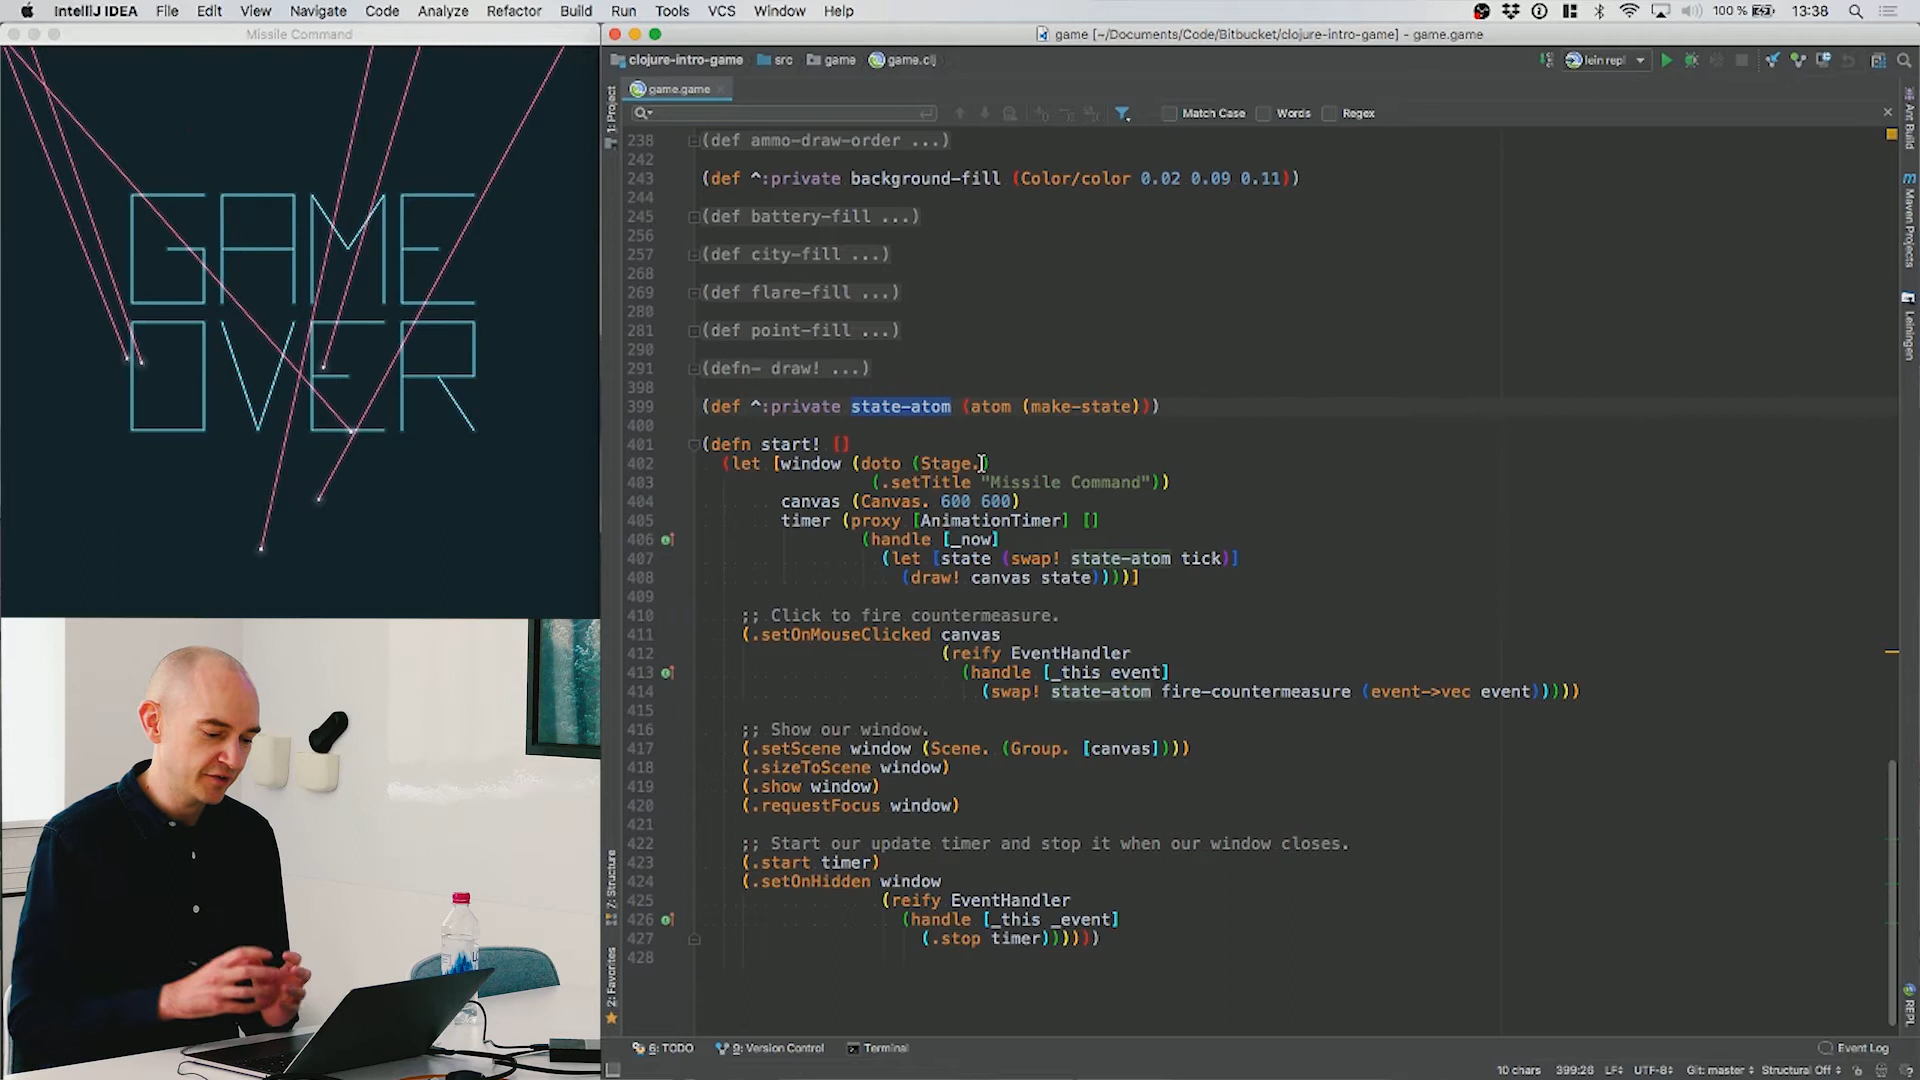 IntelliJ IDEA File Edit View Navigate Code Analyze Refactor Build Run Tools VCS Window Help 100 % 13:38
Missile Command
game [~/Documents/Code/Bitbucket/clojure-intro-game] - game.game
clojure-intro-game src game game.clj lein repl
game.game
Match Case Words Regex
238 (def ammo-draw-order ...)
242
243 (def ^:private background-fill (Color/color 0.02 0.09 0.11))
244
245 (def battery-fill ...)
256
257 (def city-fill ...)
268
269 (def flare-fill ...)
280
281 (def point-fill ...)
290
291 (defn- draw! ...)
398
399 (def ^:private state-atom (atom (make-state)))
400
401 (defn start! []
402 (let [window (doto (Stage.)
403 (.setTitle "Missile Command"))
404 canvas (Canvas. 600 600)
405 timer (proxy [AnimationTimer] []
406 (handle [_now]
407 (let [state (swap! state-atom tick)]
408 (draw! canvas state))))]
409
410 ;; Click to fire countermeasure.
411 (.setOnMouseClicked canvas
412 (reify EventHandler
413 (handle [_this event]
414 (swap! state-atom fire-countermeasure (event->vec event)))))
415
416 ;; Show our window.
417 (.setScene window (Scene. (Group. [canvas])))
418 (.sizeToScene window)
419 (.show window)
420 (.requestFocus window)
421
422 ;; Start our update timer and stop it when our window closes.
423 (.start timer)
424 (.setOnHidden window
425 (reify EventHandler
426 (handle [_this _event]
427 (.stop timer))))))
428
GAME
OVER
1: Project
7: Structure
2: Favorites
Ant Build
Maven Projects
Leiningen
REPL
6: TODO 9: Version Control Terminal Event Log
10 chars 399:26 LF UTF-8 Git: master Structural Off